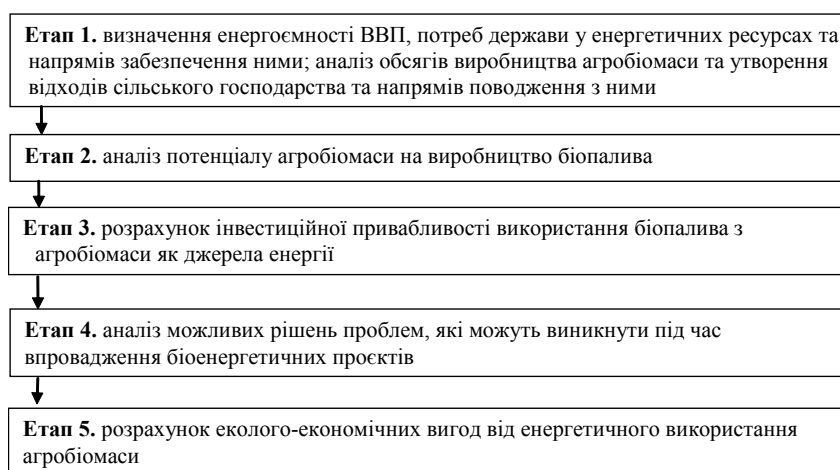 Етап 1. визначення енергоємності ВВП, потреб держави у енергетичних ресурсах та
напрямів забезпечення ними; аналіз обсягів виробництва агробіомаси та утворення
відходів сільського господарства та напрямів поводження з ними
Етап 2. аналіз потенціалу агробіомаси на виробництво біопалива
Етап 3. розрахунок інвестиційної привабливості використання біопалива з
агробіомаси як джерела енергії
Етап 4. аналіз можливих рішень проблем, які можуть виникнути під час
впровадження біоенергетичних проєктів
Етап 5. розрахунок еколого-економічних вигод від енергетичного використання
агробіомаси